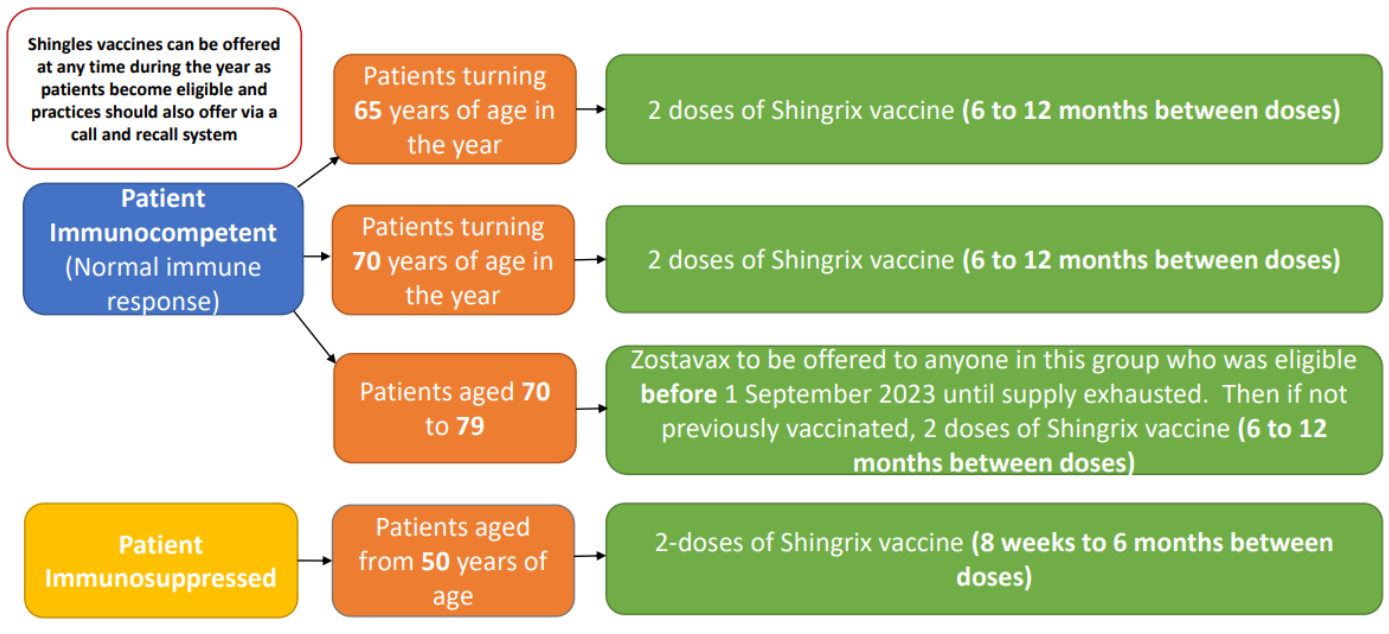 Shingles vaccines can be offered
at any time during the year as
patients become eligible and
practices should also offer via a
call and recall system
Patient
Immunocompetent
(Normal immune
response)
Patients turning
65 years of age in
the year
2 doses of Shingrix vaccine (6 to 12 months between doses)
Patients turning
70 years of age in
the year
2 doses of Shingrix vaccine (6 to 12 months between doses)
Patients aged 70
to 79
Zostavax to be offered to anyone in this group who was eligible
before 1 September 2023 until supply exhausted.  Then if not
previously vaccinated, 2 doses of Shingrix vaccine (6 to 12
months between doses)
Patient
Immunosuppressed
Patients aged
from 50 years of
age
2-doses of Shingrix vaccine (8 weeks to 6 months between
doses)